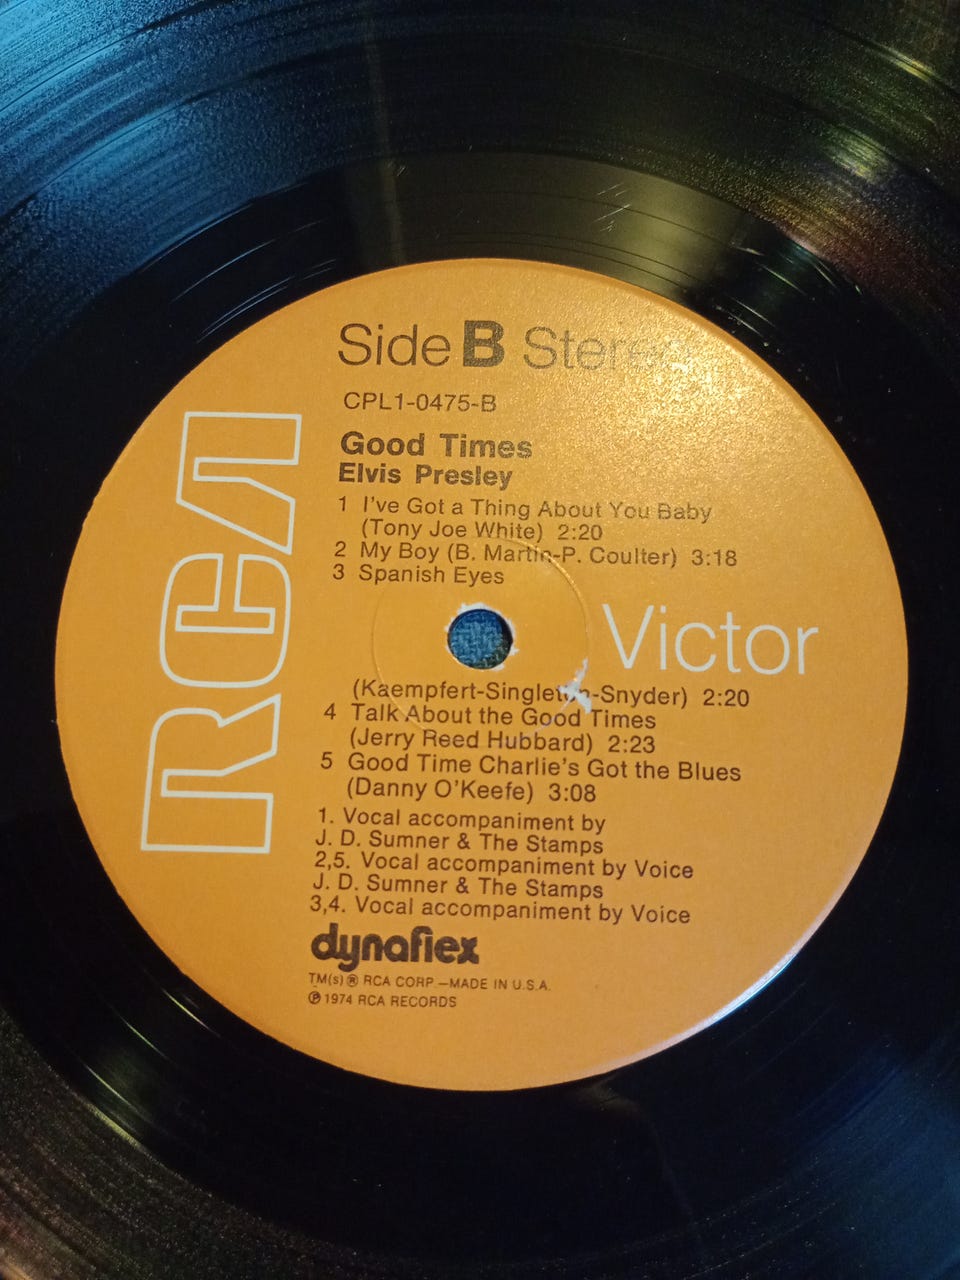 Side B Stereo
CPL1-0475-B
Good Times
Elvis Presley
1 I've Got a Thing About You Baby
(Tony Joe White) 2:20
2 My Boy (B. Martin-P. Coulter) 3:18
3 Spanish Eyes
RCA Victor
(Kaempfert-Singleton-Snyder) 2:20
4 Talk About the Good Times
(Jerry Reed Hubbard) 2:23
5 Good Time Charlie's Got the Blues
(Danny O'Keefe) 3:08
1. Vocal accompaniment by
J. D. Sumner & The Stamps
2,5. Vocal accompaniment by Voice
J. D. Sumner & The Stamps
3,4. Vocal accompaniment by Voice
dynaflex
TM(s) ® RCA CORP.—MADE IN U.S.A.
℗ 1974 RCA RECORDS